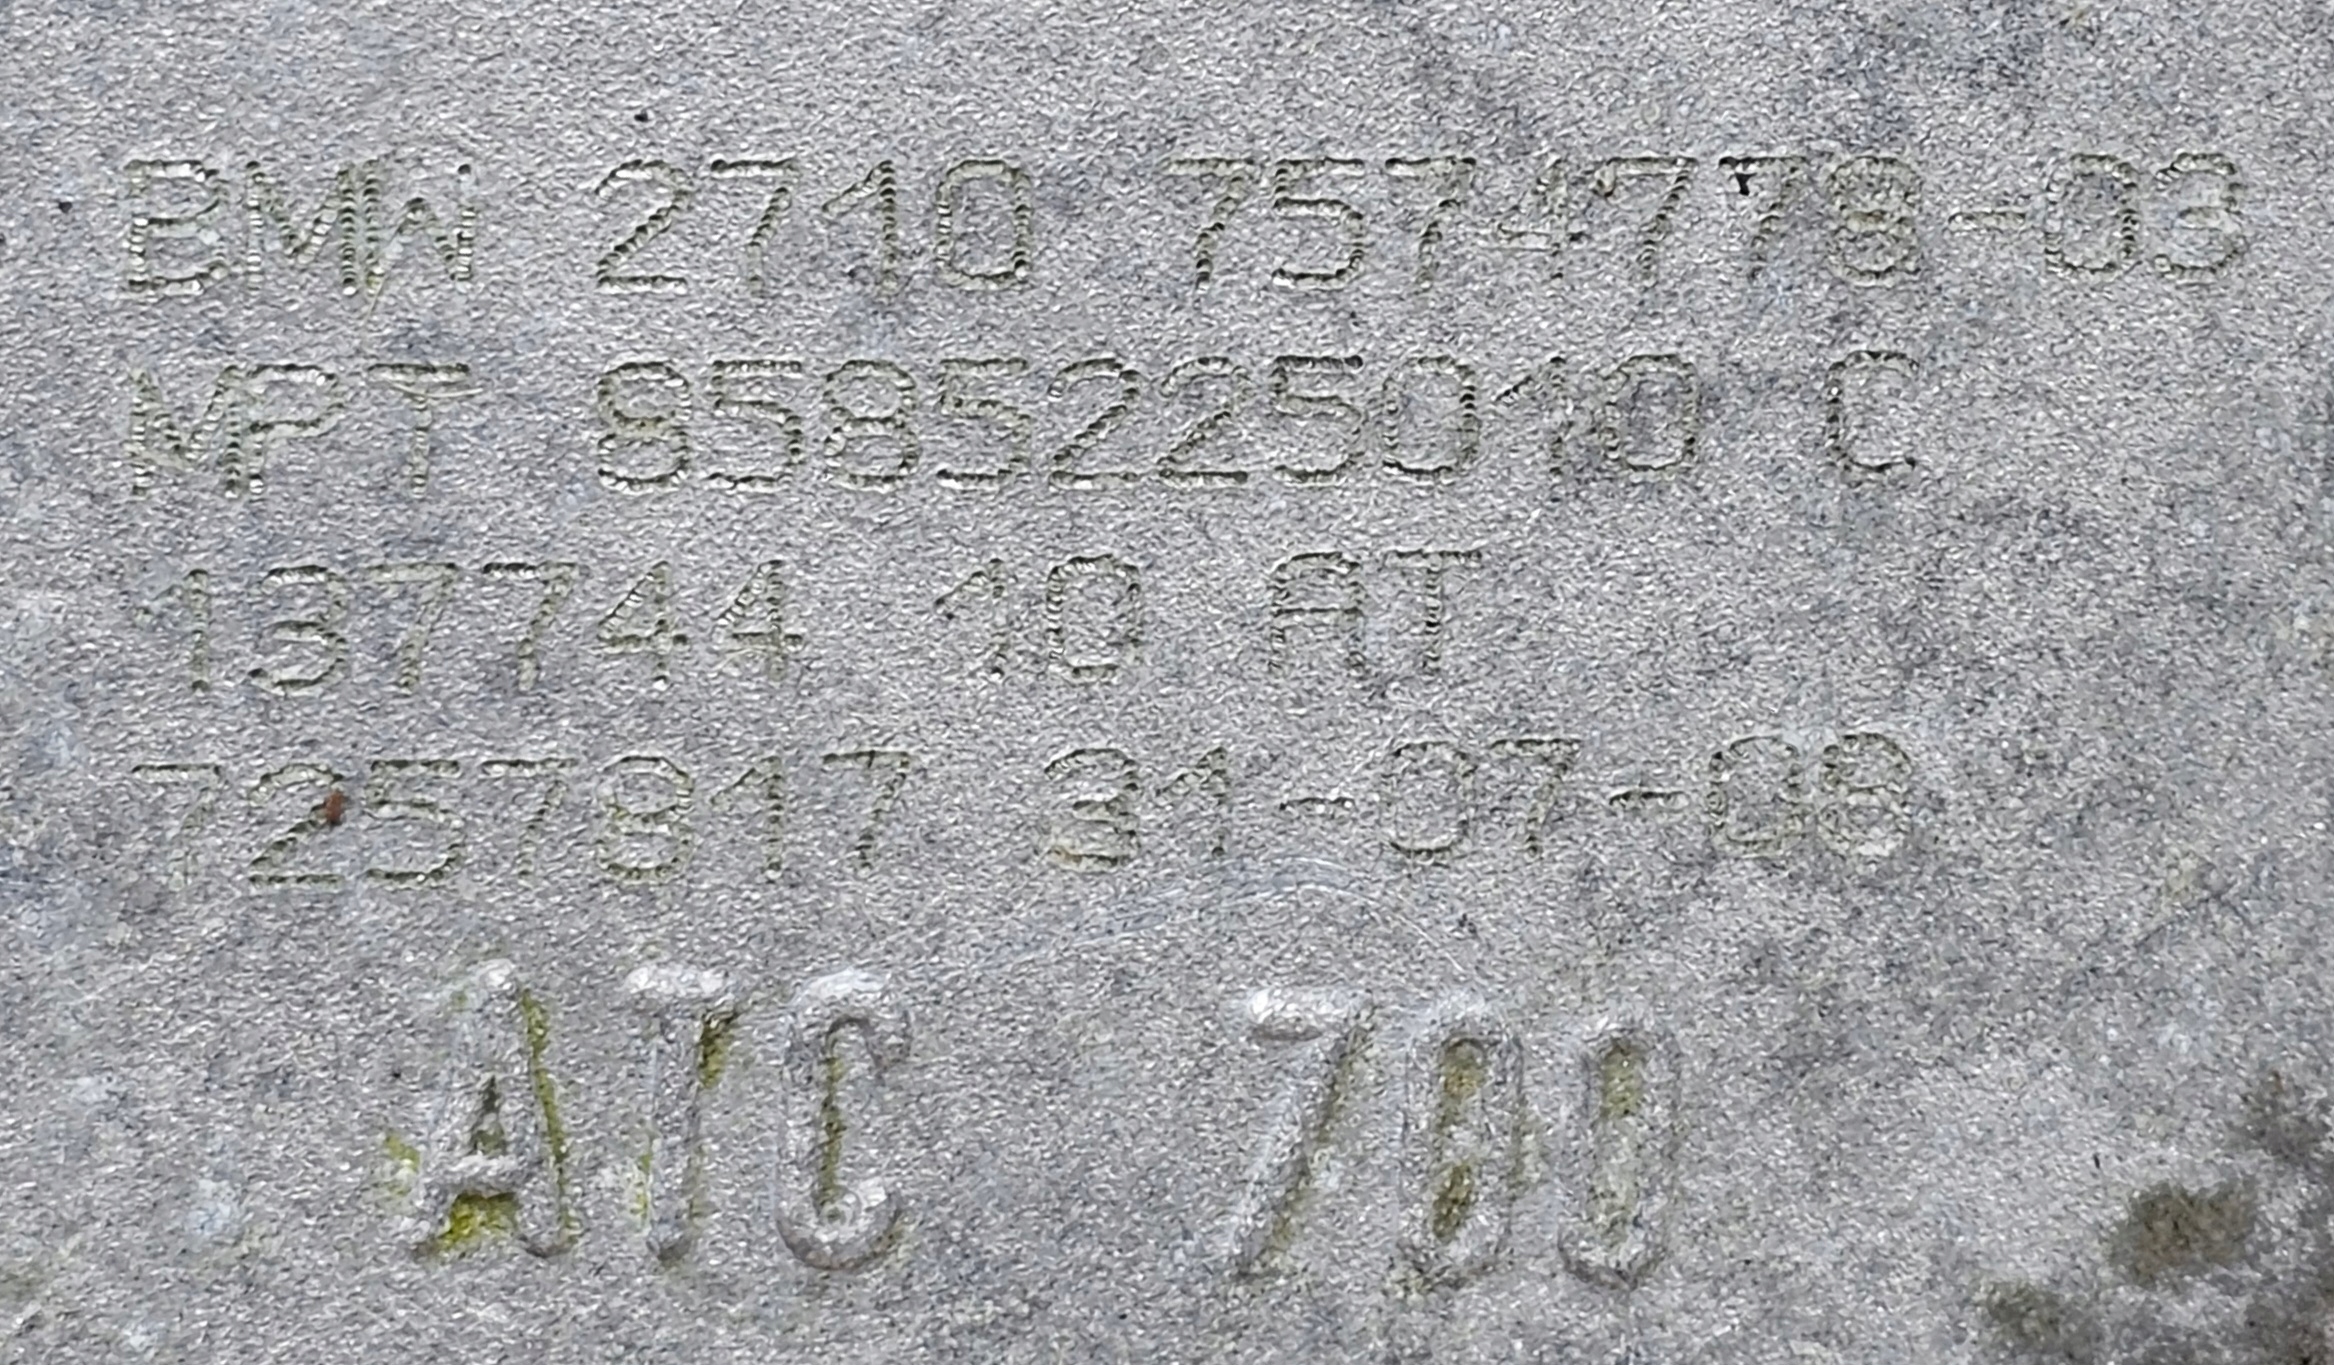 BMW 2710 7574778-03
MPT 8585225010 C
137744 10 AT
7257817 31-07-08
ATC 700